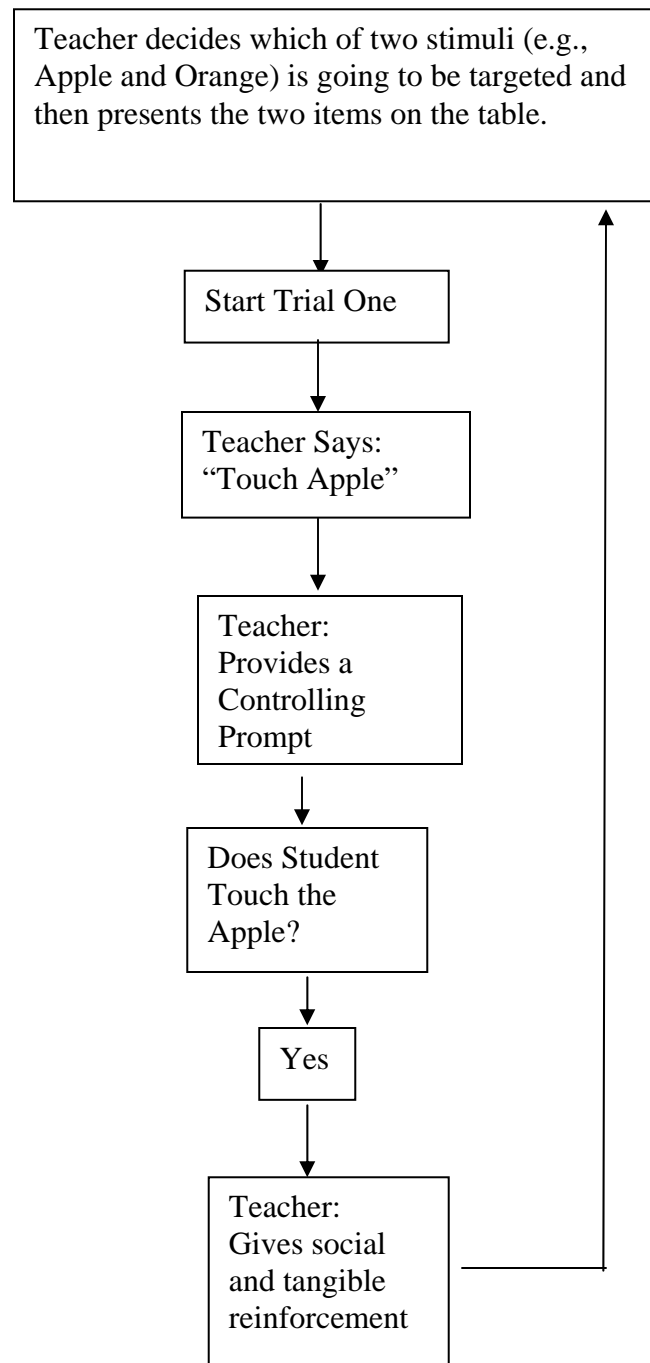 Teacher decides which of two stimuli (e.g.,
Apple and Orange) is going to be targeted and
then presents the two items on the table.
Start Trial One
Teacher Says:
“Touch Apple”
Teacher:
Provides a
Controlling
Prompt
Does Student
Touch the
Apple?
Yes
Teacher:
Gives social
and tangible
reinforcement